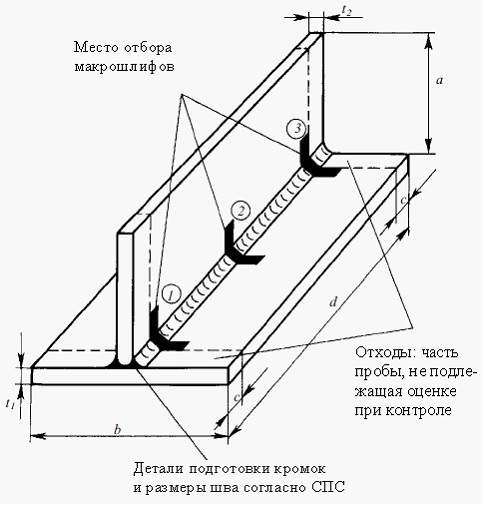 t2
Место отбора
макрошлифов
a
3
c
2
d
1
Отходы: часть
пробы, не подле-
жащая оценке
при контроле
t1
c
b
Детали подготовки кромок
и размеры шва согласно СПС